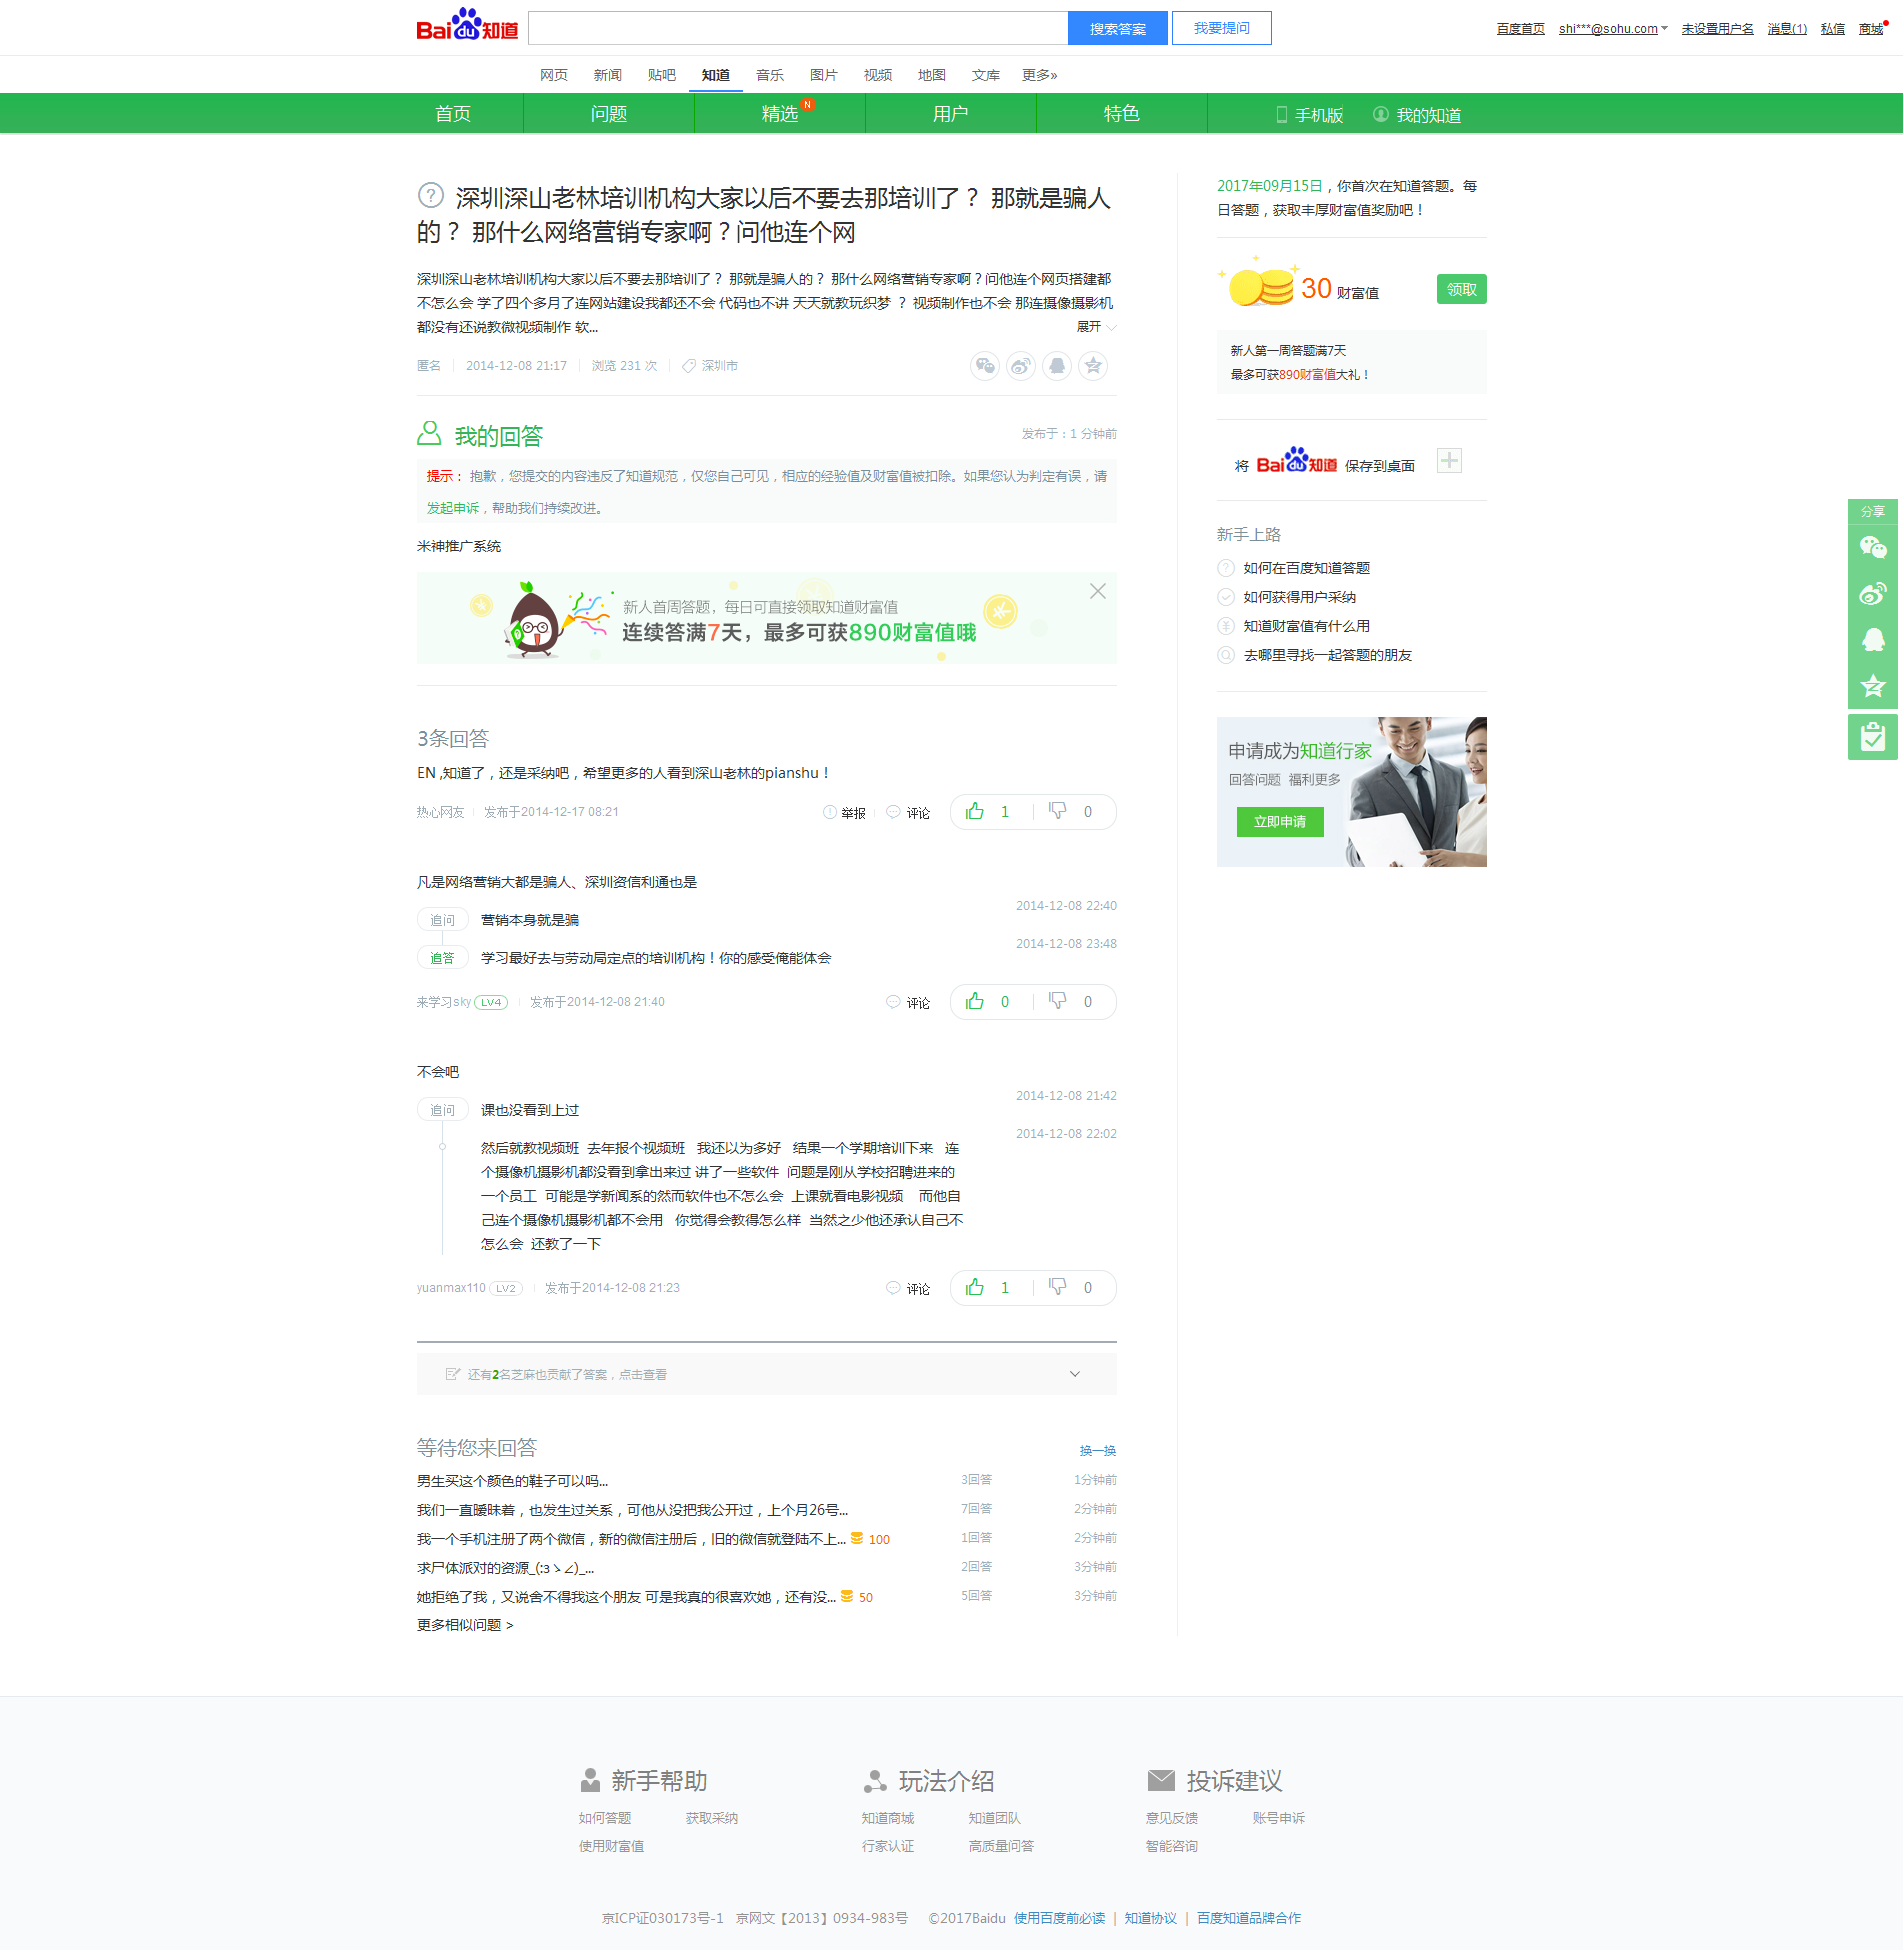 Bai du 知道 搜索答案 我要提问 百度首页 shi***@sohu.com 未设置用户名 消息(1) 私信 商城
网页 新闻 贴吧 知道 音乐 图片 视频 地图 文库 更多»
首页 问题 精选 N 用户 特色 手机版 我的知道
深圳深山老林培训机构大家以后不要去那培训了？ 那就是骗人
的？ 那什么网络营销专家啊？问他连个网
深圳深山老林培训机构大家以后不要去那培训了？ 那就是骗人的？ 那什么网络营销专家啊？问他连个网页搭建都
不怎么会 学了四个多月了连网站建设我都还不会 代码也不讲 天天就教玩织梦 ？ 视频制作也不会 那连摄像摄影机
都没有还说教微视频制作 软... 展开
匿名 2014-12-08 21:17 浏览 231 次 深圳市
我的回答 发布于：1 分钟前
提示： 抱歉，您提交的内容违反了知道规范，仅您自己可见，相应的经验值及财富值被扣除。如果您认为判定有误，请
发起申诉，帮助我们持续改进。
米神推广系统
新人首周答题，每日可直接领取知道财富值
连续答满7天，最多可获890财富值哦
3条回答
EN ,知道了，还是采纳吧，希望更多的人看到深山老林的pianshu！
热心网友 发布于2014-12-17 08:21 举报 评论 1 0
凡是网络营销大都是骗人、深圳资信利通也是
2014-12-08 22:40
追问 营销本身就是骗
2014-12-08 23:48
追答 学习最好去与劳动局定点的培训机构！你的感受俺能体会
来学习sky LV4 发布于2014-12-08 21:40 评论 0 0
不会吧
2014-12-08 21:42
追问 课也没看到上过
2014-12-08 22:02
然后就教视频班 去年报个视频班 我还以为多好 结果一个学期培训下来 连
个摄像机摄影机都没看到拿出来过 讲了一些软件 问题是刚从学校招聘进来的
一个员工 可能是学新闻系的然而软件也不怎么会 上课就看电影视频 而他自
己连个摄像机摄影机都不会用 你觉得会教得怎么样 当然之少他还承认自己不
怎么会 还教了一下
yuanmax110 LV2 发布于2014-12-08 21:23 评论 1 0
还有2名芝麻也贡献了答案，点击查看
等待您来回答 换一换
男生买这个颜色的鞋子可以吗... 3回答 1分钟前
我们一直暧昧着，也发生过关系，可他从没把我公开过，上个月26号... 7回答 2分钟前
我一个手机注册了两个微信，新的微信注册后，旧的微信就登陆不上... 100 1回答 2分钟前
求尸体派对的资源_(:з ゝ∠)_... 2回答 3分钟前
她拒绝了我，又说舍不得我这个朋友 可是我真的很喜欢她，还有没... 50 5回答 3分钟前
更多相似问题 >
2017年09月15日，你首次在知道答题。每
日答题，获取丰厚财富值奖励吧！
30 财富值 领取
新人第一周答题满7天
最多可获890财富值大礼！
将 Bai du 知道 保存到桌面
新手上路
如何在百度知道答题
如何获得用户采纳
知道财富值有什么用
去哪里寻找一起答题的朋友
申请成为知道行家
回答问题 福利更多
立即申请
分享
新手帮助 玩法介绍 投诉建议
如何答题 获取采纳 知道商城 知道团队 意见反馈 账号申诉
使用财富值 行家认证 高质量问答 智能咨询
京ICP证030173号-1 京网文【2013】0934-983号 ©2017Baidu 使用百度前必读 | 知道协议 | 百度知道品牌合作